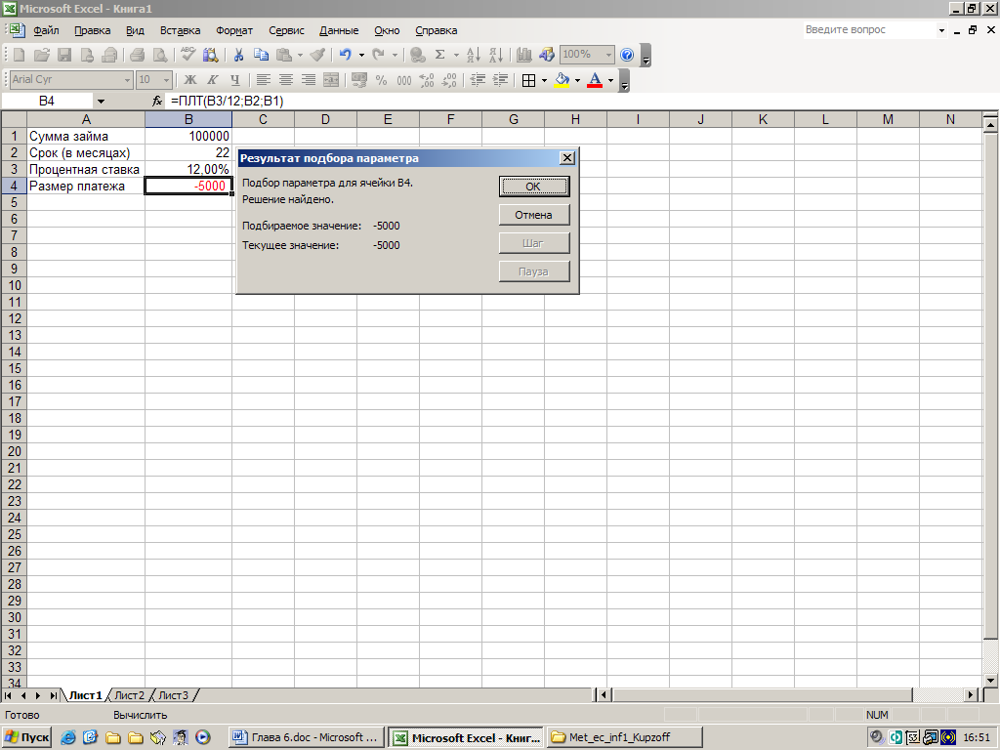 Microsoft Excel - Книга1
Файл Правка Вид Вставка Формат Сервис Данные Окно Справка Введите вопрос
100%
Arial Cyr 10 Ж К Ч % 000
B4 fx =ПЛТ(B3/12;B2;B1)
A B C D E F G H I J K L M N
1 Сумма займа 100000
2 Срок (в месяцах) 22
3 Процентная ставка 12,00%
4 Размер платежа -5000
Результат подбора параметра
Подбор параметра для ячейки B4.
Решение найдено.
Подбираемое значение: -5000
Текущее значение: -5000
ОК
Отмена
Шаг
Пауза
5
6
7
8
9
10
11
12
13
14
15
16
17
18
19
20
21
22
23
24
25
26
27
28
29
30
31
32
33
34
Лист1 Лист2 Лист3
Готово Вычислить NUM
Пуск Глава 6.doc - Microsoft ... Microsoft Excel - Книг... Met_ec_inf1_Kupzoff 16:51